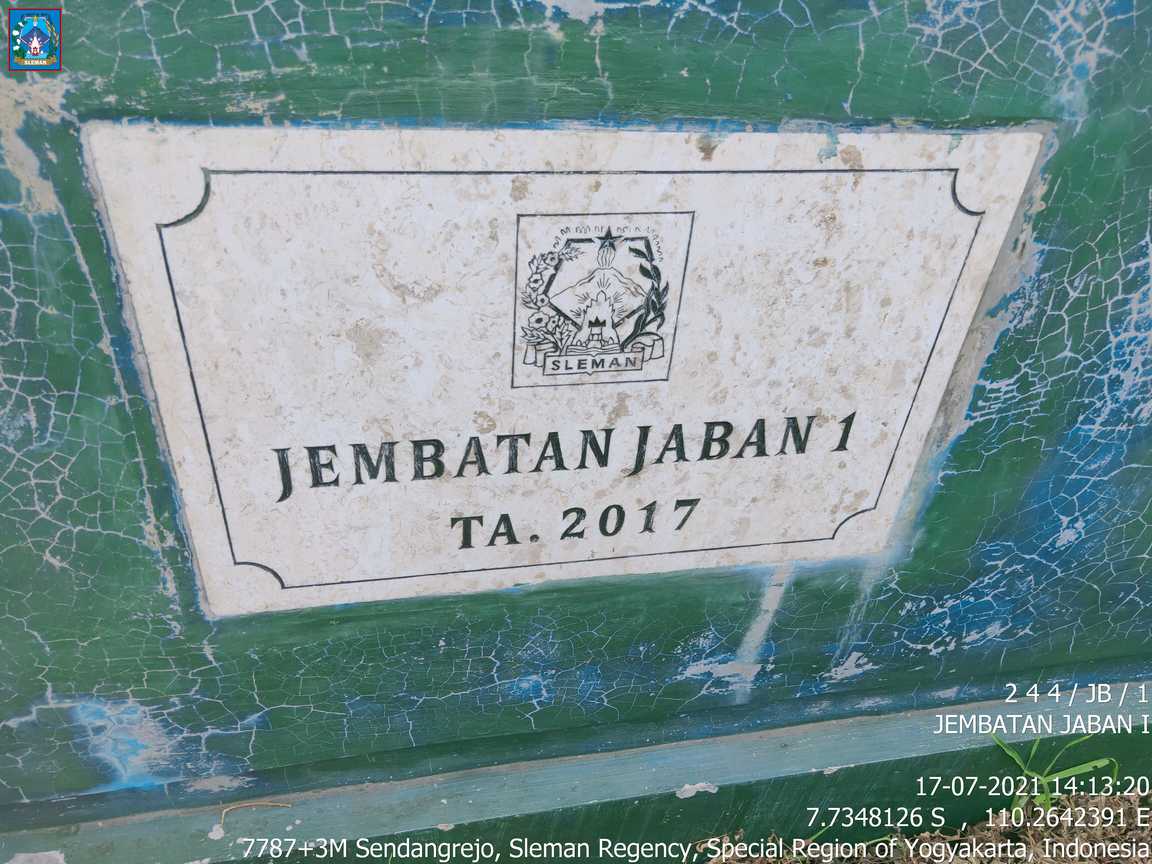 SLEMAN
SLEMAN
JEMBATAN JABAN 1
TA. 2017
2 4 4 / JB / 1
JEMBATAN JABAN I
17-07-2021 14:13:20
7.7348126 S , 110.2642391 E
7787+3M Sendangrejo, Sleman Regency, Special Region of Yogyakarta, Indonesia